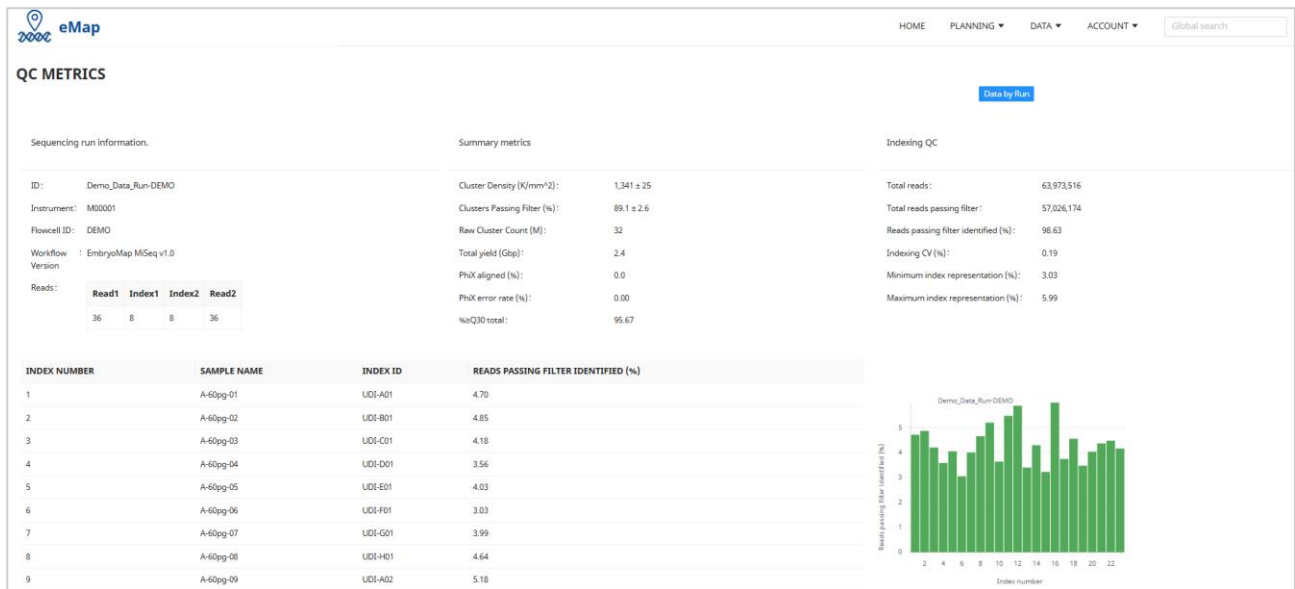 eMap
HOME PLANNING ▼ DATA ▼ ACCOUNT ▼ Global search
QC METRICS
Data by Run
Sequencing run information.
ID: Demo_Data_Run-DEMO
Instrument: M00001
Flowcell ID: DEMO
Workflow Version : EmbryoMap MiSeq v1.0
Reads:
Read1 Index1 Index2 Read2
36 8 8 36
Summary metrics
Cluster Density (K/mm^2): 1,341 ± 25
Clusters Passing Filter (%): 89.1 ± 2.6
Raw Cluster Count (M): 32
Total yield (Gbp): 2.4
PhiX aligned (%): 0.0
PhiX error rate (%): 0.00
%≥Q30 total: 95.67
Indexing QC
Total reads: 63,973,516
Total reads passing filter: 57,026,174
Reads passing filter identified (%): 98.63
Indexing CV (%): 0.19
Minimum index representation (%): 3.03
Maximum index representation (%): 5.99
INDEX NUMBER SAMPLE NAME INDEX ID READS PASSING FILTER IDENTIFIED (%)
1 A-60pg-01 UDI-A01 4.70
2 A-60pg-02 UDI-B01 4.85
3 A-60pg-03 UDI-C01 4.18
4 A-60pg-04 UDI-D01 3.56
5 A-60pg-05 UDI-E01 4.03
6 A-60pg-06 UDI-F01 3.03
7 A-60pg-07 UDI-G01 3.99
8 A-60pg-08 UDI-H01 4.64
9 A-60pg-09 UDI-A02 5.18
Demo_Data_Run-DEMO
Reads passing filter identified (%)
5
4
3
2
1
0
2 4 6 8 10 12 14 16 18 20 22
Index number